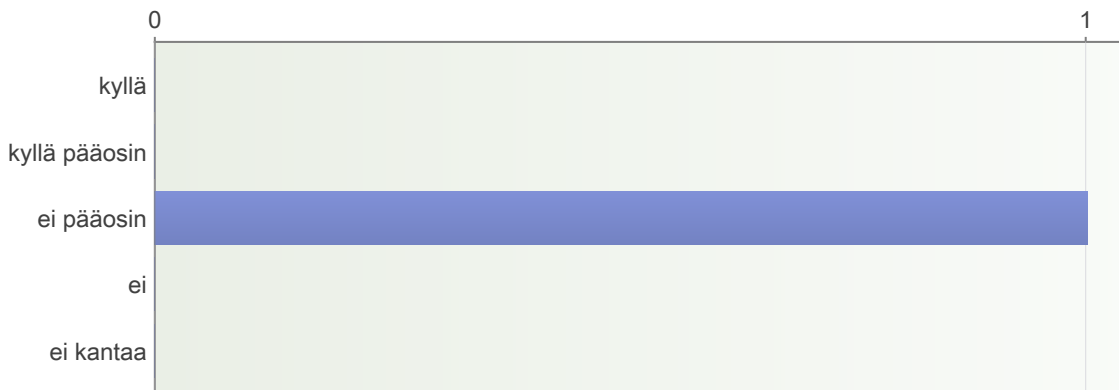 0 1
kyllä
kyllä pääosin
ei pääosin
ei
ei kantaa